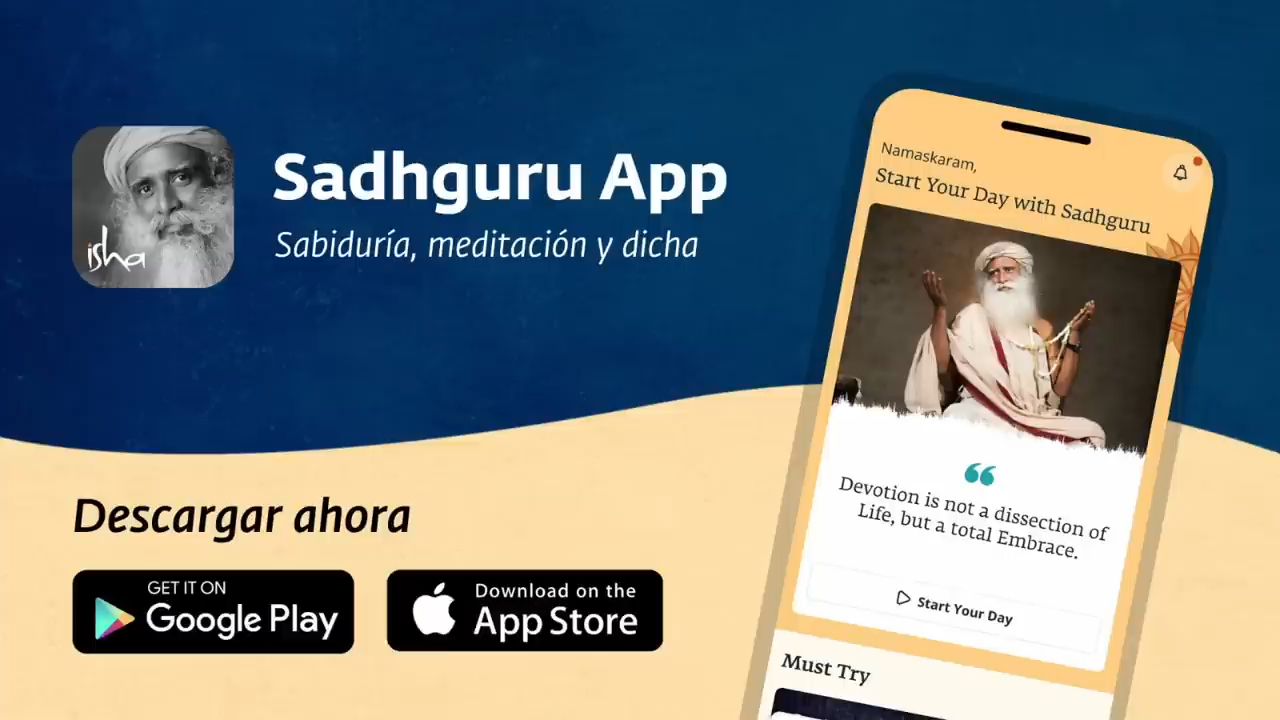 isha
Sadhguru App
Sabiduría, meditación y dicha
Descargar ahora
GET IT ON
Google Play
Download on the
App Store
Namaskaram,
Start Your Day with Sadhguru
“
Devotion is not a dissection of
Life, but a total Embrace.
Start Your Day
Must Try